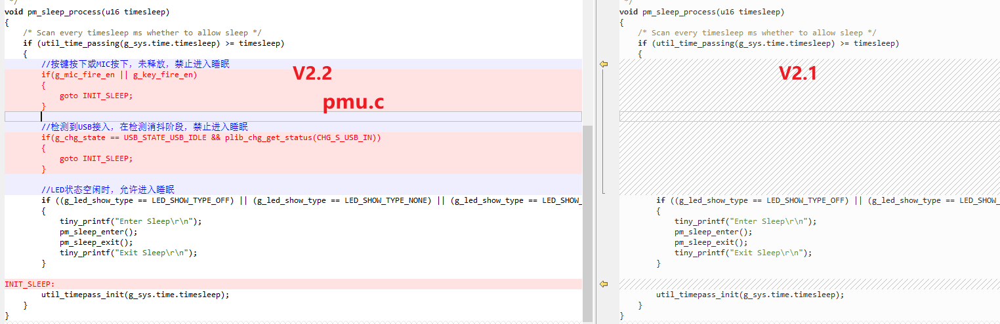 */
void pm_sleep_process(u16 timesleep)
{
    /* Scan every timesleep ms whether to allow sleep */
    if (util_time_passing(g_sys.time.timesleep) >= timesleep)
    {
        //按键按下或MIC按下，未释放，禁止进入睡眠
        if(g_mic_fire_en || g_key_fire_en)
        {
            goto INIT_SLEEP;
        }

        //检测到USB接入，在检测消抖阶段，禁止进入睡眠
        if(g_chg_state == USB_STATE_USB_IDLE && plib_chg_get_status(CHG_S_USB_IN))
        {
            goto INIT_SLEEP;
        }

        //LED状态空闲时，允许进入睡眠
        if ((g_led_show_type == LED_SHOW_TYPE_OFF) || (g_led_show_type == LED_SHOW_TYPE_NONE) || (g_led_show_type == LED_SHOW_
        {
            tiny_printf("Enter Sleep\r\n");
            pm_sleep_enter();
            pm_sleep_exit();
            tiny_printf("Exit Sleep\r\n");
        }

INIT_SLEEP:
        util_timepass_init(g_sys.time.timesleep);
    }
}
V2.2
pmu.c
*/
void pm_sleep_process(u16 timesleep)
{
    /* Scan every timesleep ms whether to allow sleep */
    if (util_time_passing(g_sys.time.timesleep) >= timesleep)
    {
        if ((g_led_show_type == LED_SHOW_TYPE_OFF) || (g_led_show_type == LED_
        {
            tiny_printf("Enter Sleep\r\n");
            pm_sleep_enter();
            pm_sleep_exit();
            tiny_printf("Exit Sleep\r\n");
        }

        util_timepass_init(g_sys.time.timesleep);
    }
}
V2.1